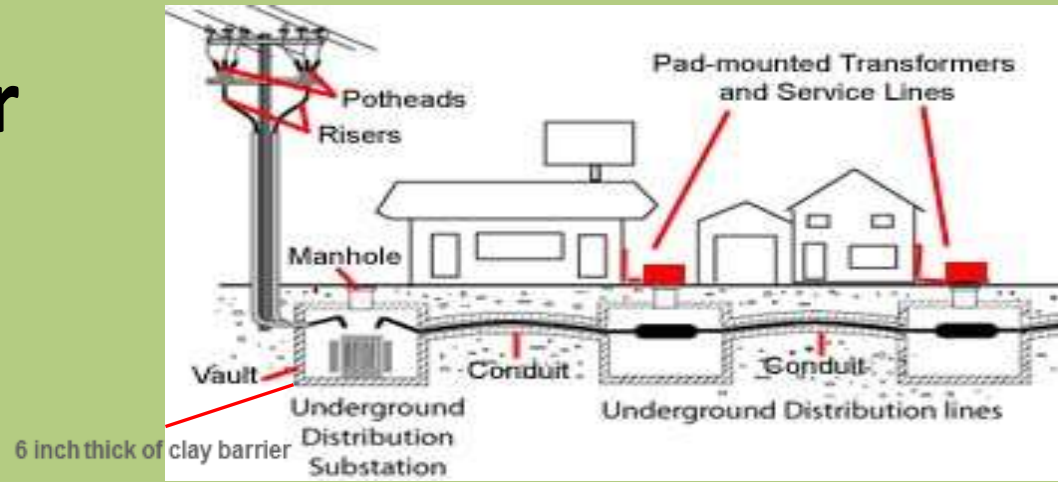 r
Potheads
Risers
Pad-mounted Transformers
and Service Lines
Manhole
Vault
Conduit
Conduit
Underground
Distribution
Substation
Underground Distribution lines
6 inch thick of clay barrier